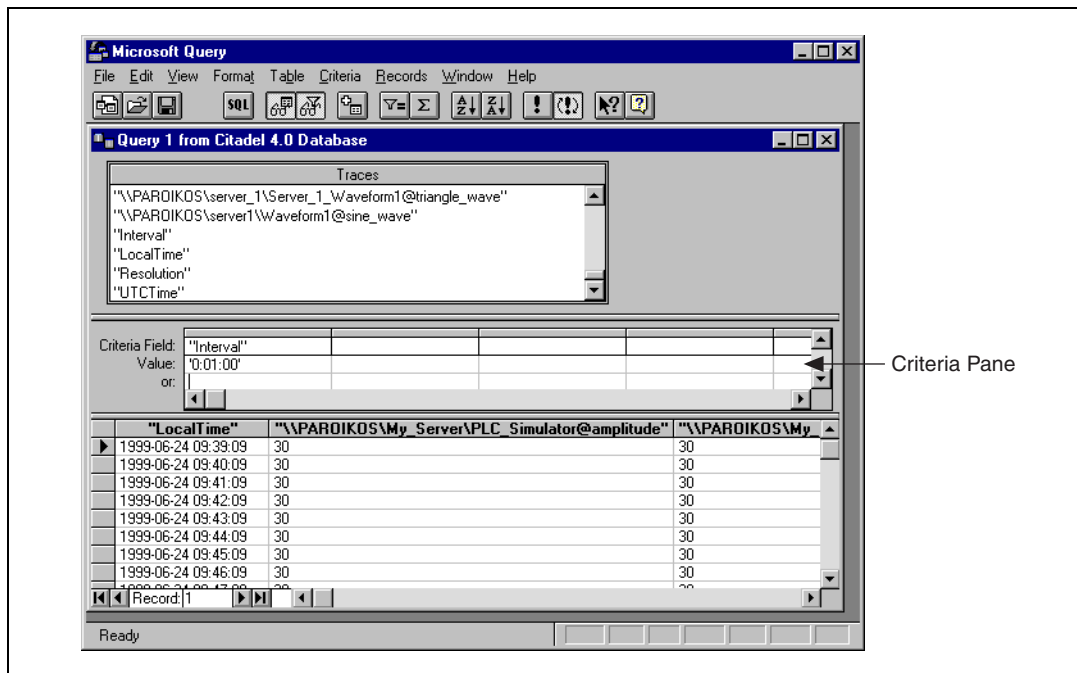 Microsoft Query
File Edit View Format Table Criteria Records Window Help
SQL
Query 1 from Citadel 4.0 Database
Traces
"\\PAROIKOS\server_1\Server_1_Waveform1@triangle_wave"
"\\PAROIKOS\server1\Waveform1@sine_wave"
"Interval"
"LocalTime"
"Resolution"
"UTCTime"
Criteria Field: "Interval"
Value: '0:01:00'
or:
Criteria Pane
"LocalTime" "\\PAROIKOS\My_Server\PLC_Simulator@amplitude" "\\PAROIKOS\My_
1999-06-24 09:39:09 30 30
1999-06-24 09:40:09 30 30
1999-06-24 09:41:09 30 30
1999-06-24 09:42:09 30 30
1999-06-24 09:43:09 30 30
1999-06-24 09:44:09 30 30
1999-06-24 09:45:09 30 30
1999-06-24 09:46:09 30 30
Record: 1
Ready